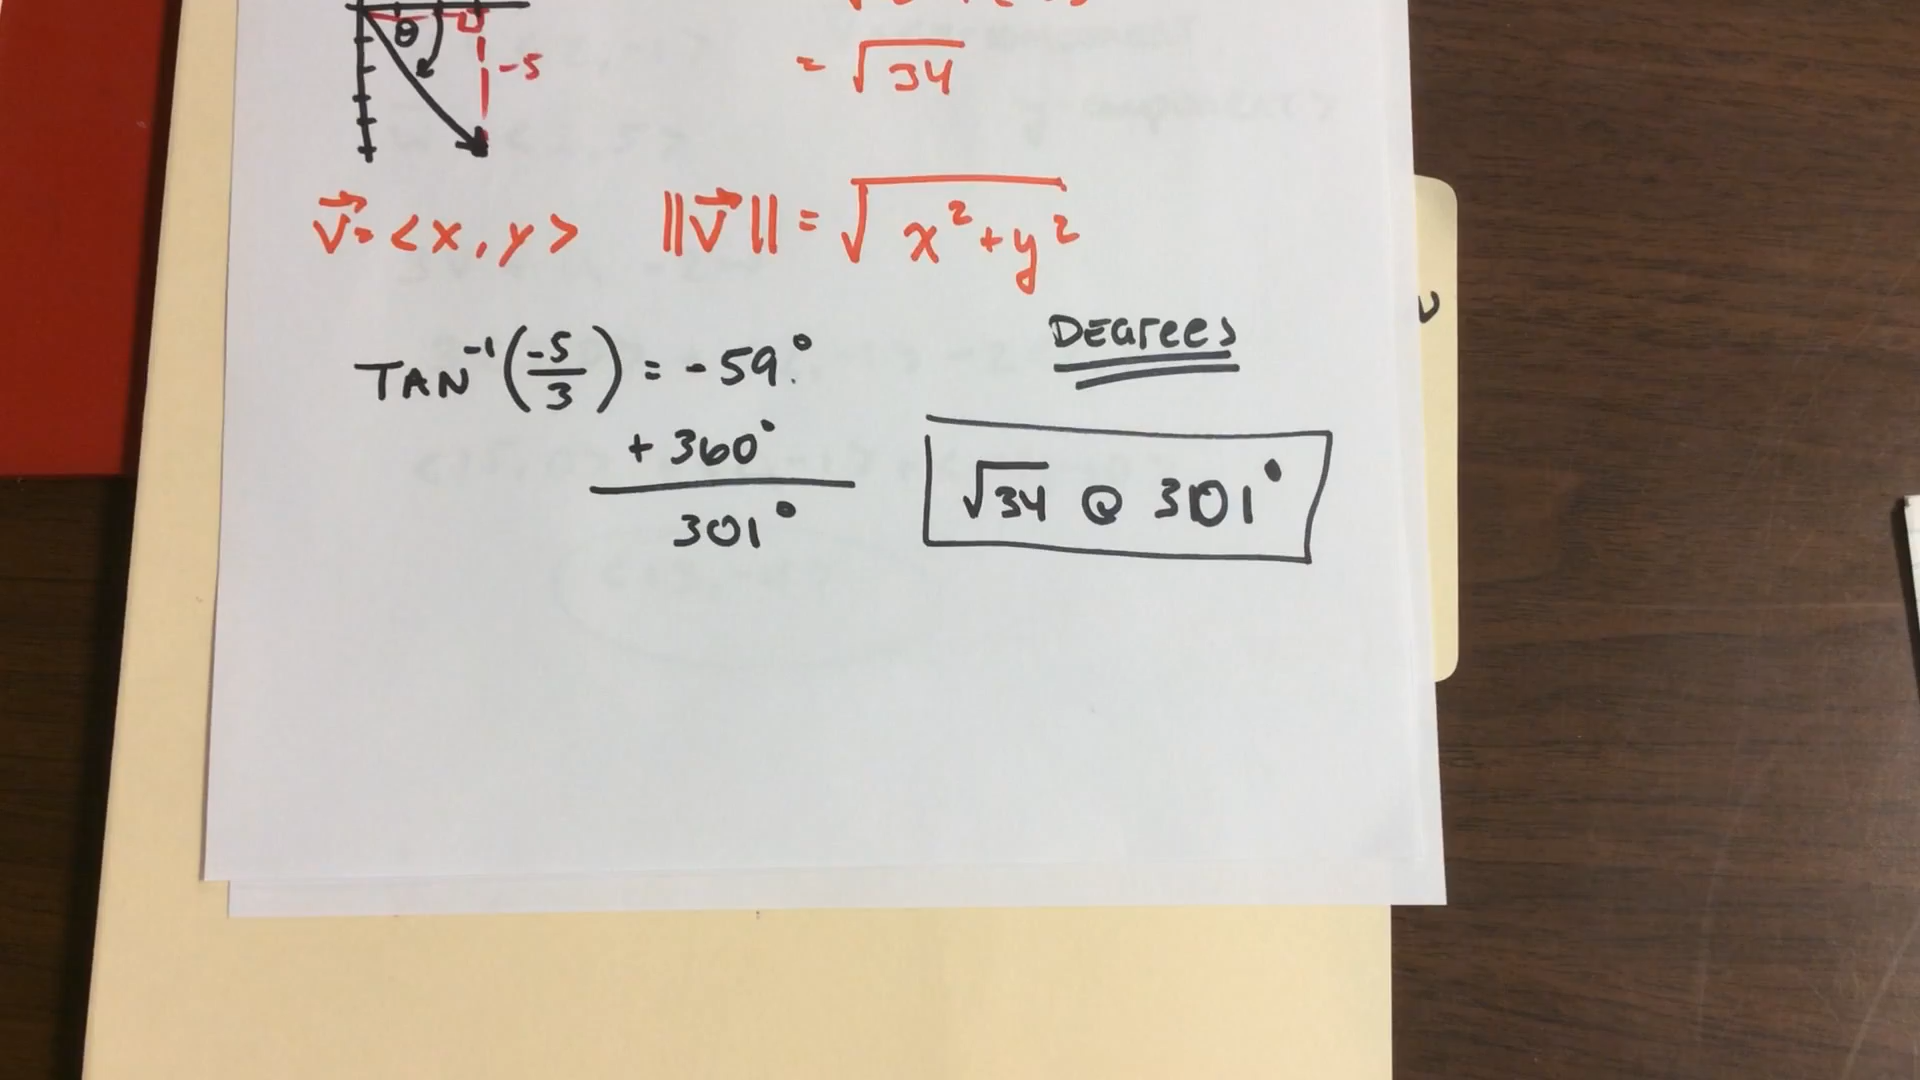 θ
-5
= √34
v⃗ = <x, y> ||v⃗|| = √x²+y²
TAN⁻¹(-5/3) = -59.°
DEGrees
+ 360°
301°
√34 @ 301°